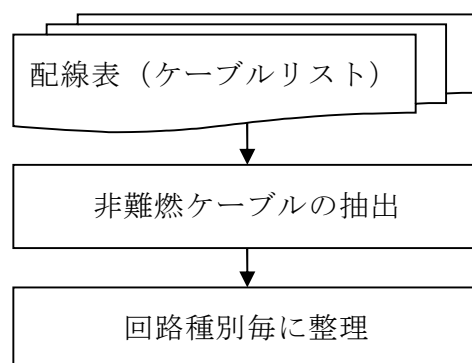 配線表（ケーブルリスト）
非難燃ケーブルの抽出
回路種別毎に整理